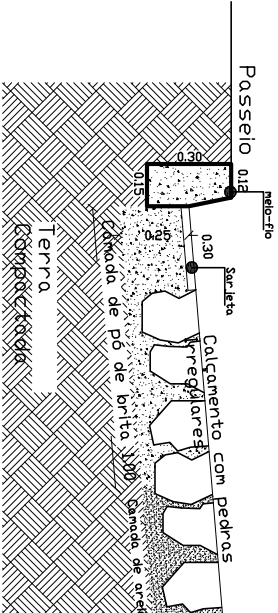 Passeio
meio-fio
0.12
0.30
0.15
Sarjeta
0.30
0.25
Calçamento com pedras
irregulares
Camada de pó de brita
1.00
Camada de arei
Terra
Compactada